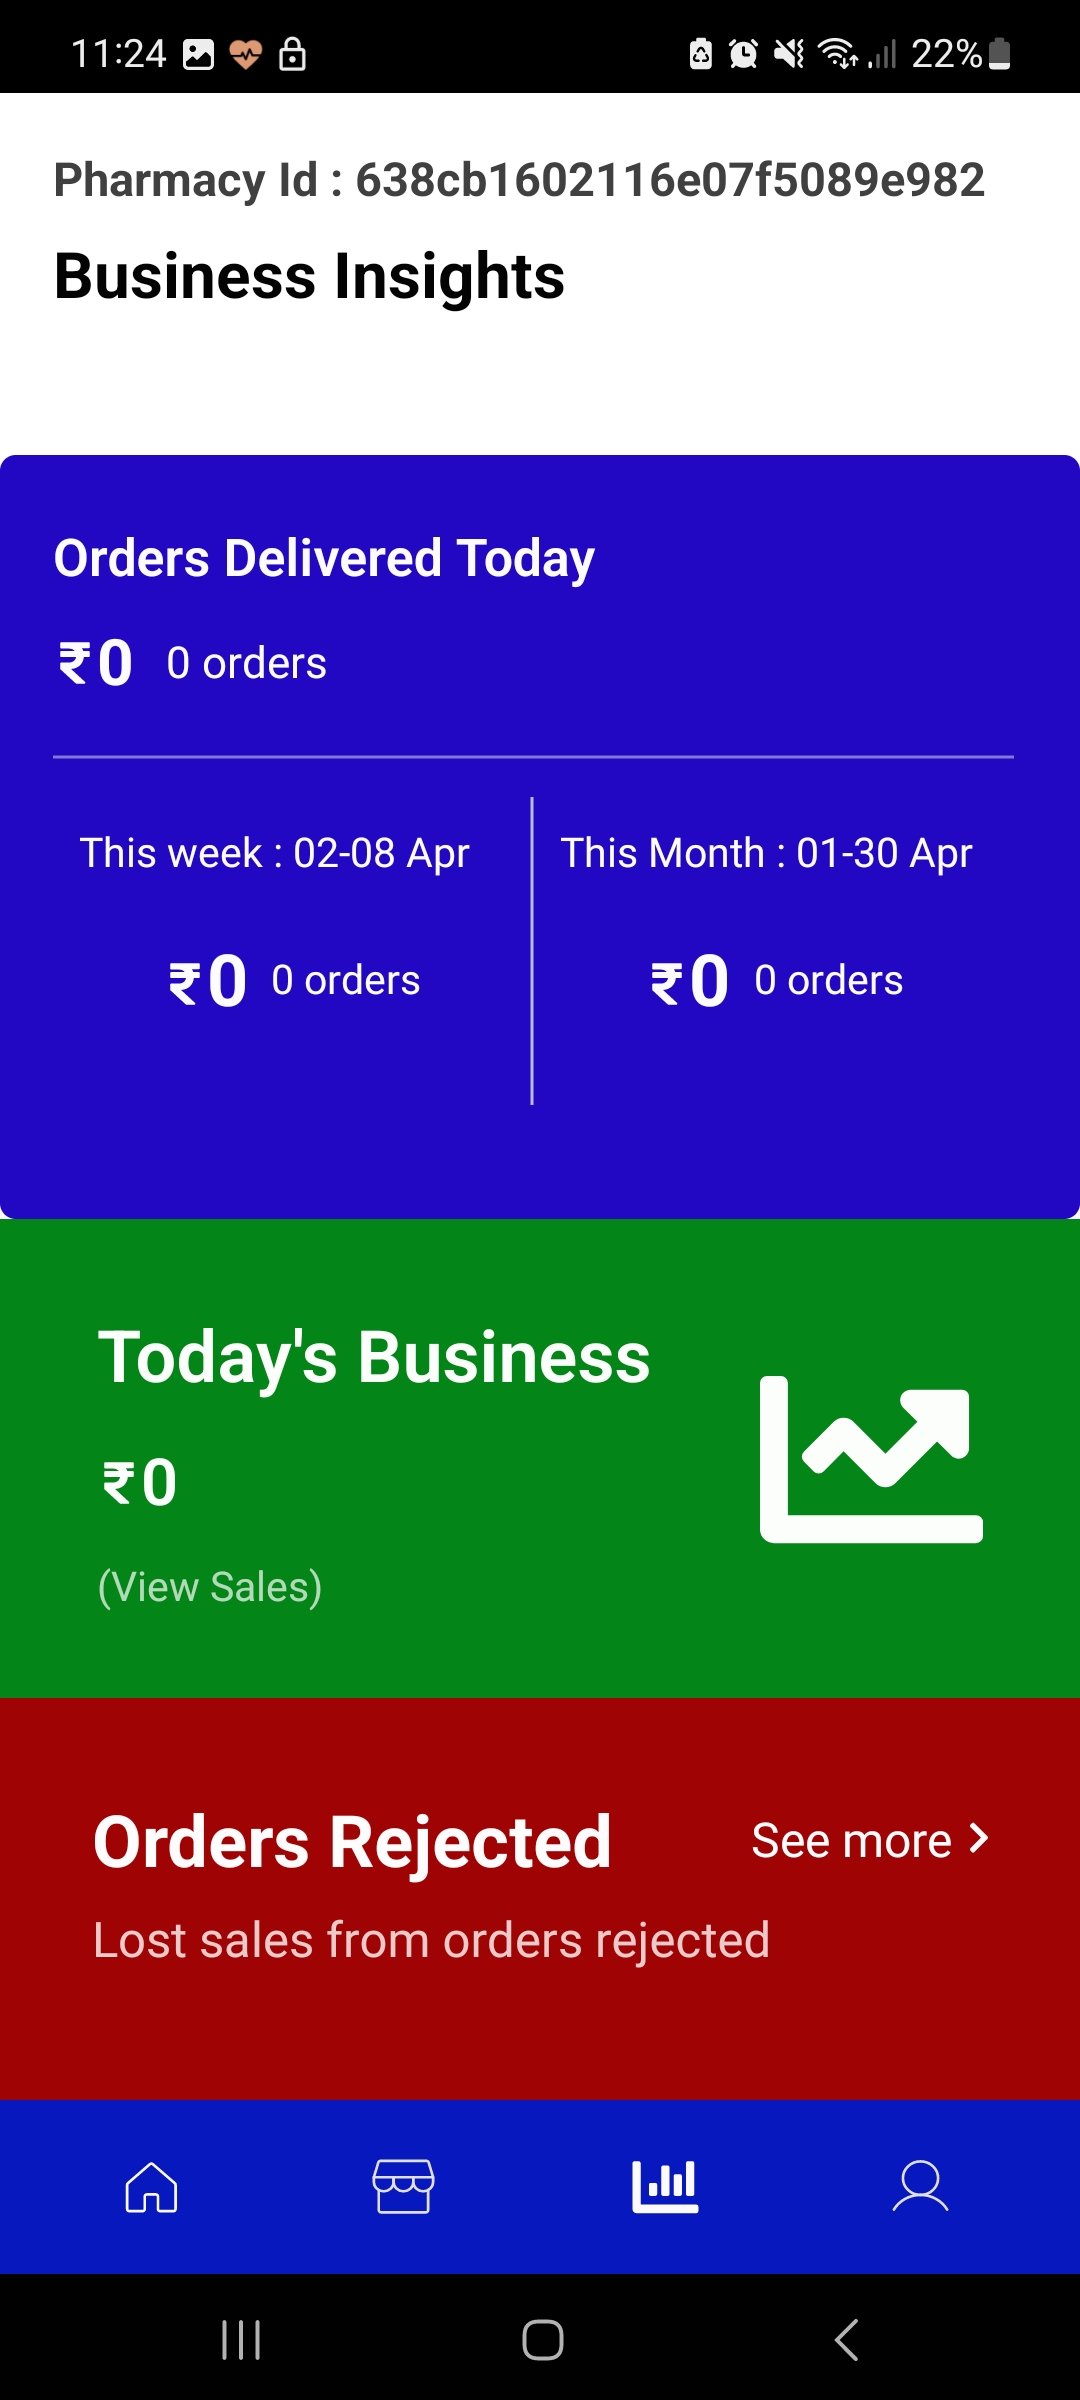 11:24
22%
Pharmacy Id : 638cb1602116e07f5089e982
Business Insights
Orders Delivered Today
₹0 0 orders
This week : 02-08 Apr
₹0 0 orders
This Month : 01-30 Apr
₹0 0 orders
Today's Business
₹0
(View Sales)
Orders Rejected
See more
Lost sales from orders rejected